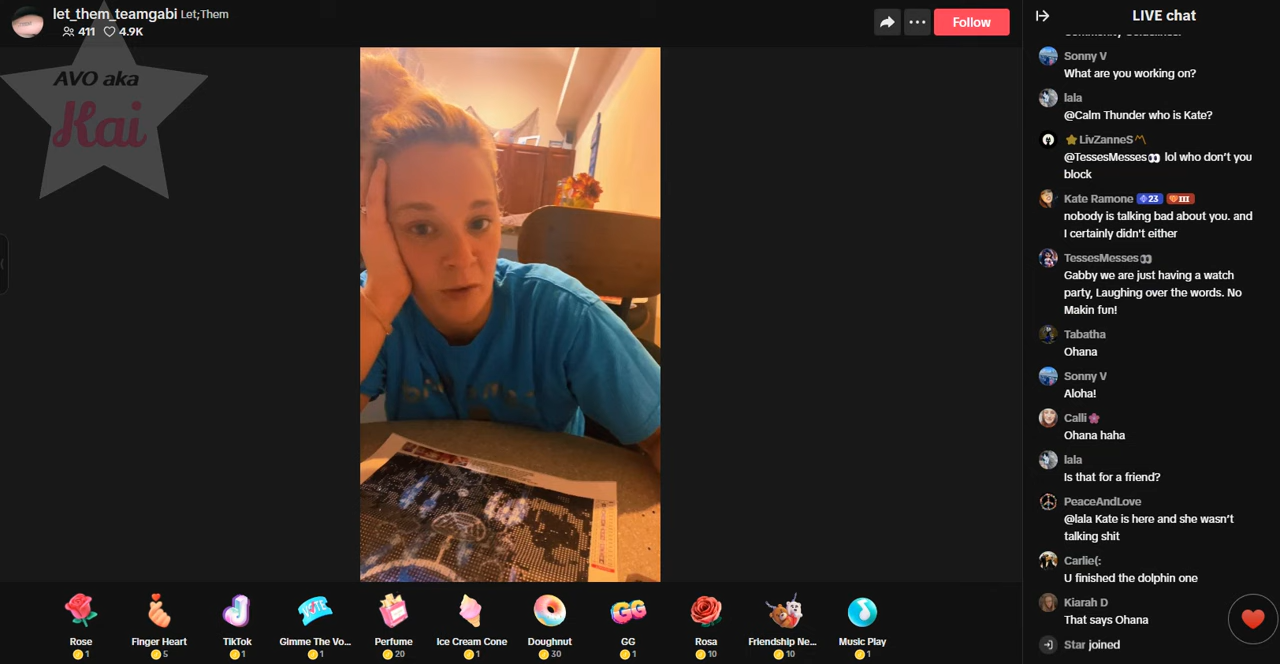 let_them_teamgabi Let;Them
411 4.9K
Follow
AVO aka
Kai
LIVE chat
Sonny V
What are you working on?
lala
@Calm Thunder who is Kate?
LivZanneS
@TessesMesses👀 lol who don't you
block
Kate Ramone 23 III
nobody is talking bad about you. and
I certainly didn't either
TessesMesses👀
Gabby we are just having a watch
party, Laughing over the words. No
Makin fun!
Tabatha
Ohana
Sonny V
Aloha!
Calli🌸
Ohana haha
lala
Is that for a friend?
PeaceAndLove
@lala Kate is here and she wasn't
talking shit
Carlie(:
U finished the dolphin one
Kiarah D
That says Ohana
Star joined
Rose
1
Finger Heart
5
TikTok
1
Gimme The Vo...
1
Perfume
20
Ice Cream Cone
1
Doughnut
30
GG
1
Rosa
10
Friendship Ne...
10
Music Play
1